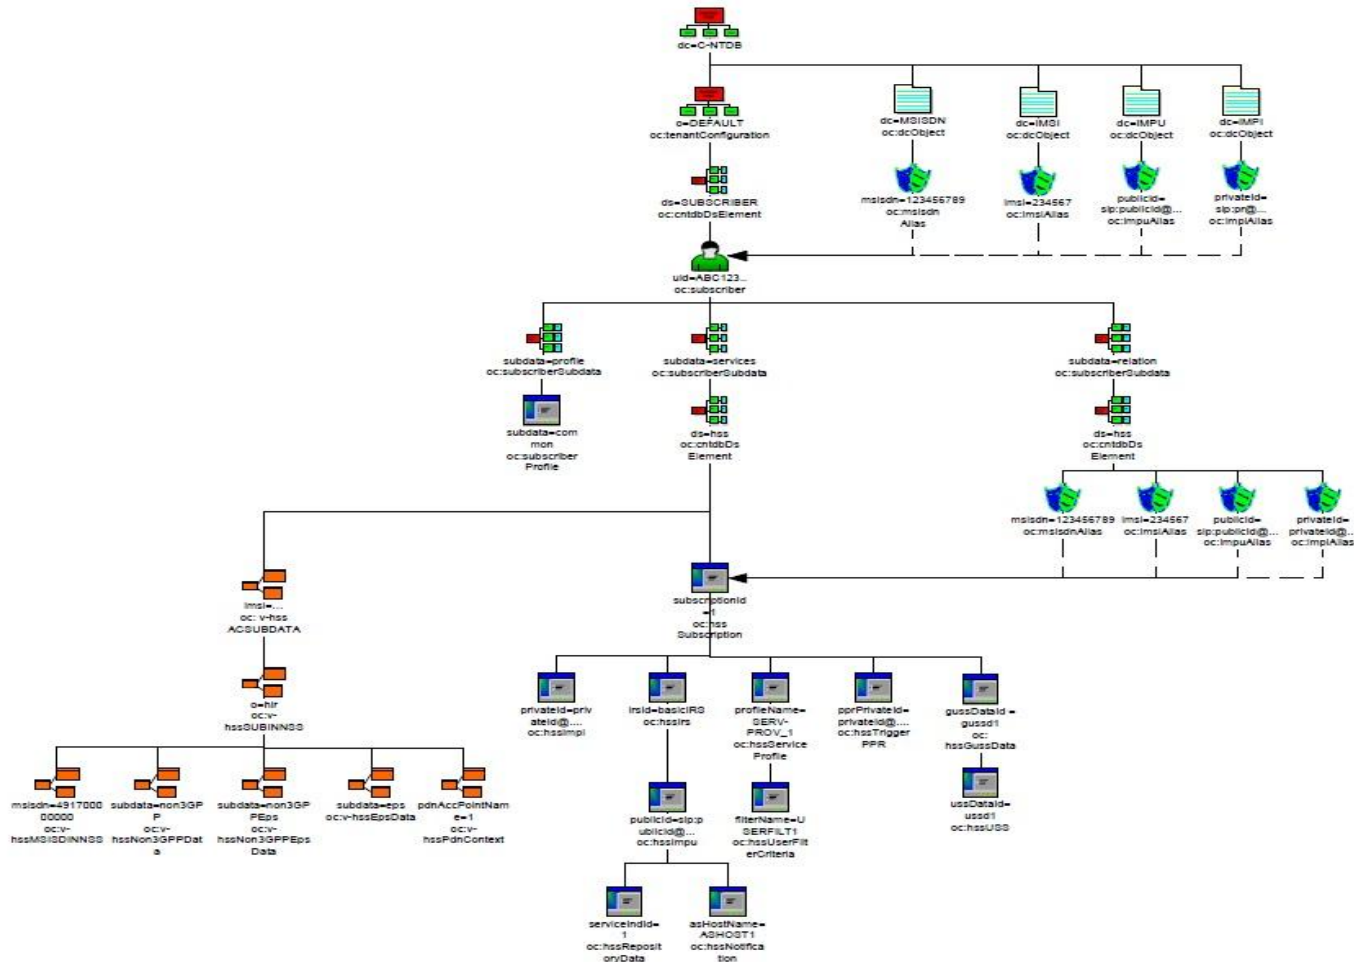 dc=C-NTDB
o=DEFAULT
oc:tenantConfiguration
dc=MSISDN
oc:dcObject
dc=IMSI
oc:dcObject
dc=IMPU
oc:dcObject
dc=IMPI
oc:dcObject
ds=SUBSCRIBER
oc:cntdbDsElement
msisdn=123456789
oc:msisdn
Alias
imsi=234567
oc:imsiAlias
publicId=
sip:publicId@...
oc:impuAlias
privateId=
sip:pr@...
oc:impiAlias
uid=ABC123...
oc:subscriber
subdata=profile
oc:subscriberSubdata
subdata=services
oc:subscriberSubdata
subdata=relation
oc:subscriberSubdata
subdata=com
mon
oc:subscriber
Profile
ds=hss
oc:cntdbDs
Element
ds=hss
oc:cntdbDs
Element
msisdn=123456789
oc:msisdnAlias
imsi=234567
oc:imsiAlias
publicId=
sip:publicId@...
oc:impuAlias
privateId=
privateId@...
oc:impiAlias
imsi=...
oc: v-hss
ACSUBDATA
subscriptionId
=1
oc:hss
Subscription
o=hlr
oc:v-
hssSUBINNSS
privateId=priv
ateId@....
oc:hssImpi
irsId=basicIRS
oc:hssIrs
profileName=
SERV-
PROV_1
oc:hssService
Profile
pprPrivateId=
privateId@....
oc:hssTrigger
PPR
gussDataId =
gussd1
oc:
hssGussData
msisdn=4917000
00000
oc:v-
hssMSISDINNSS
subdata=non3GP
P
oc:v-
hssNon3GPPDat
a
subdata=non3GP
PEps
oc:v-
hssNon3GPPEps
Data
subdata=eps
oc:v-hssEpsData
pdnAccPointNa
me=1
oc:v-
hssPdnContext
publicId=sip:p
ublicId@...
oc:hssImpu
filterName=U
SERFILT1
oc:hssUserFilt
erCriteria
ussDataId=
ussd1
oc:hssUSS
serviceIndId=
1
oc:hssReposit
oryData
asHostName=
ASHOST1
oc:hssNotifica
tion